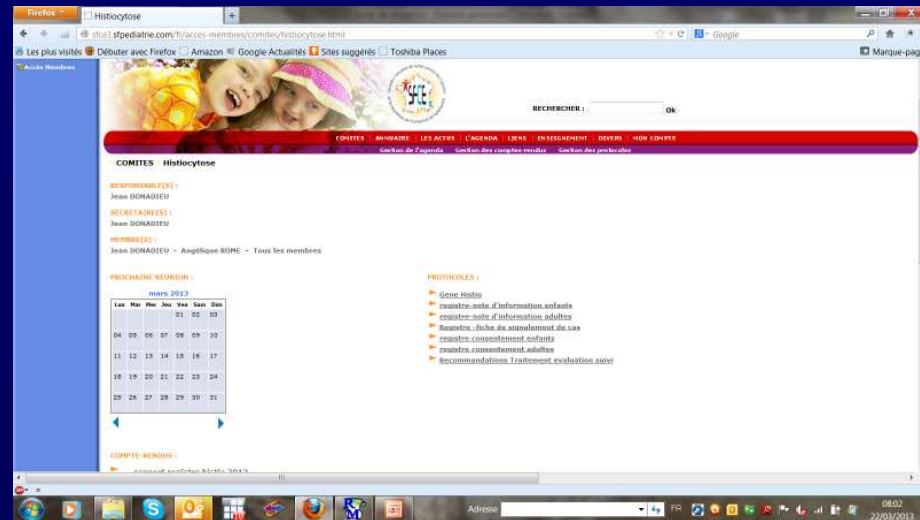 Firefox
Histiocytose
sfce1.sfpediatrie.com/fr/acces-membres/comites/histiocytose.html
Google
Les plus visités Débuter avec Firefox Amazon Google Actualités Sites suggérés Toshiba Places
Marque-pag
Accès Membres
SFCE
RECHERCHER : Ok
COMITES ANNUAIRE LES ACTUS L'AGENDA LIENS ENSEIGNEMENT DIVERS MON COMPTE
Gestion de l'agenda Gestion des comptes-rendus Gestion des protocoles
COMITES Histiocytose
RESPONSABLE(S) :
Jean DONADIEU
SECRETAIRE(S) :
Jean DONADIEU
MEMBRE(S) :
Jean DONADIEU - Angélique ROME - Tous les membres
PROCHAINE REUNION :
mars 2013
Lun Mar Mer Jeu Ven Sam Dim
01 02 03
04 05 06 07 08 09 10
11 12 13 14 15 16 17
18 19 20 21 22 23 24
25 26 27 28 29 30 31
PROTOCOLES :
Gene Histio
registre-note d'information enfants
registre-note d'information adultes
Registre -fiche de signalement de cas
registre consentement enfants
registre consentement adultes
Recommandations Traitement evaluation suivi
COMPTE-RENDUS :
rapport registre histio 2012
Adresse
FR
08:02
22/03/2013